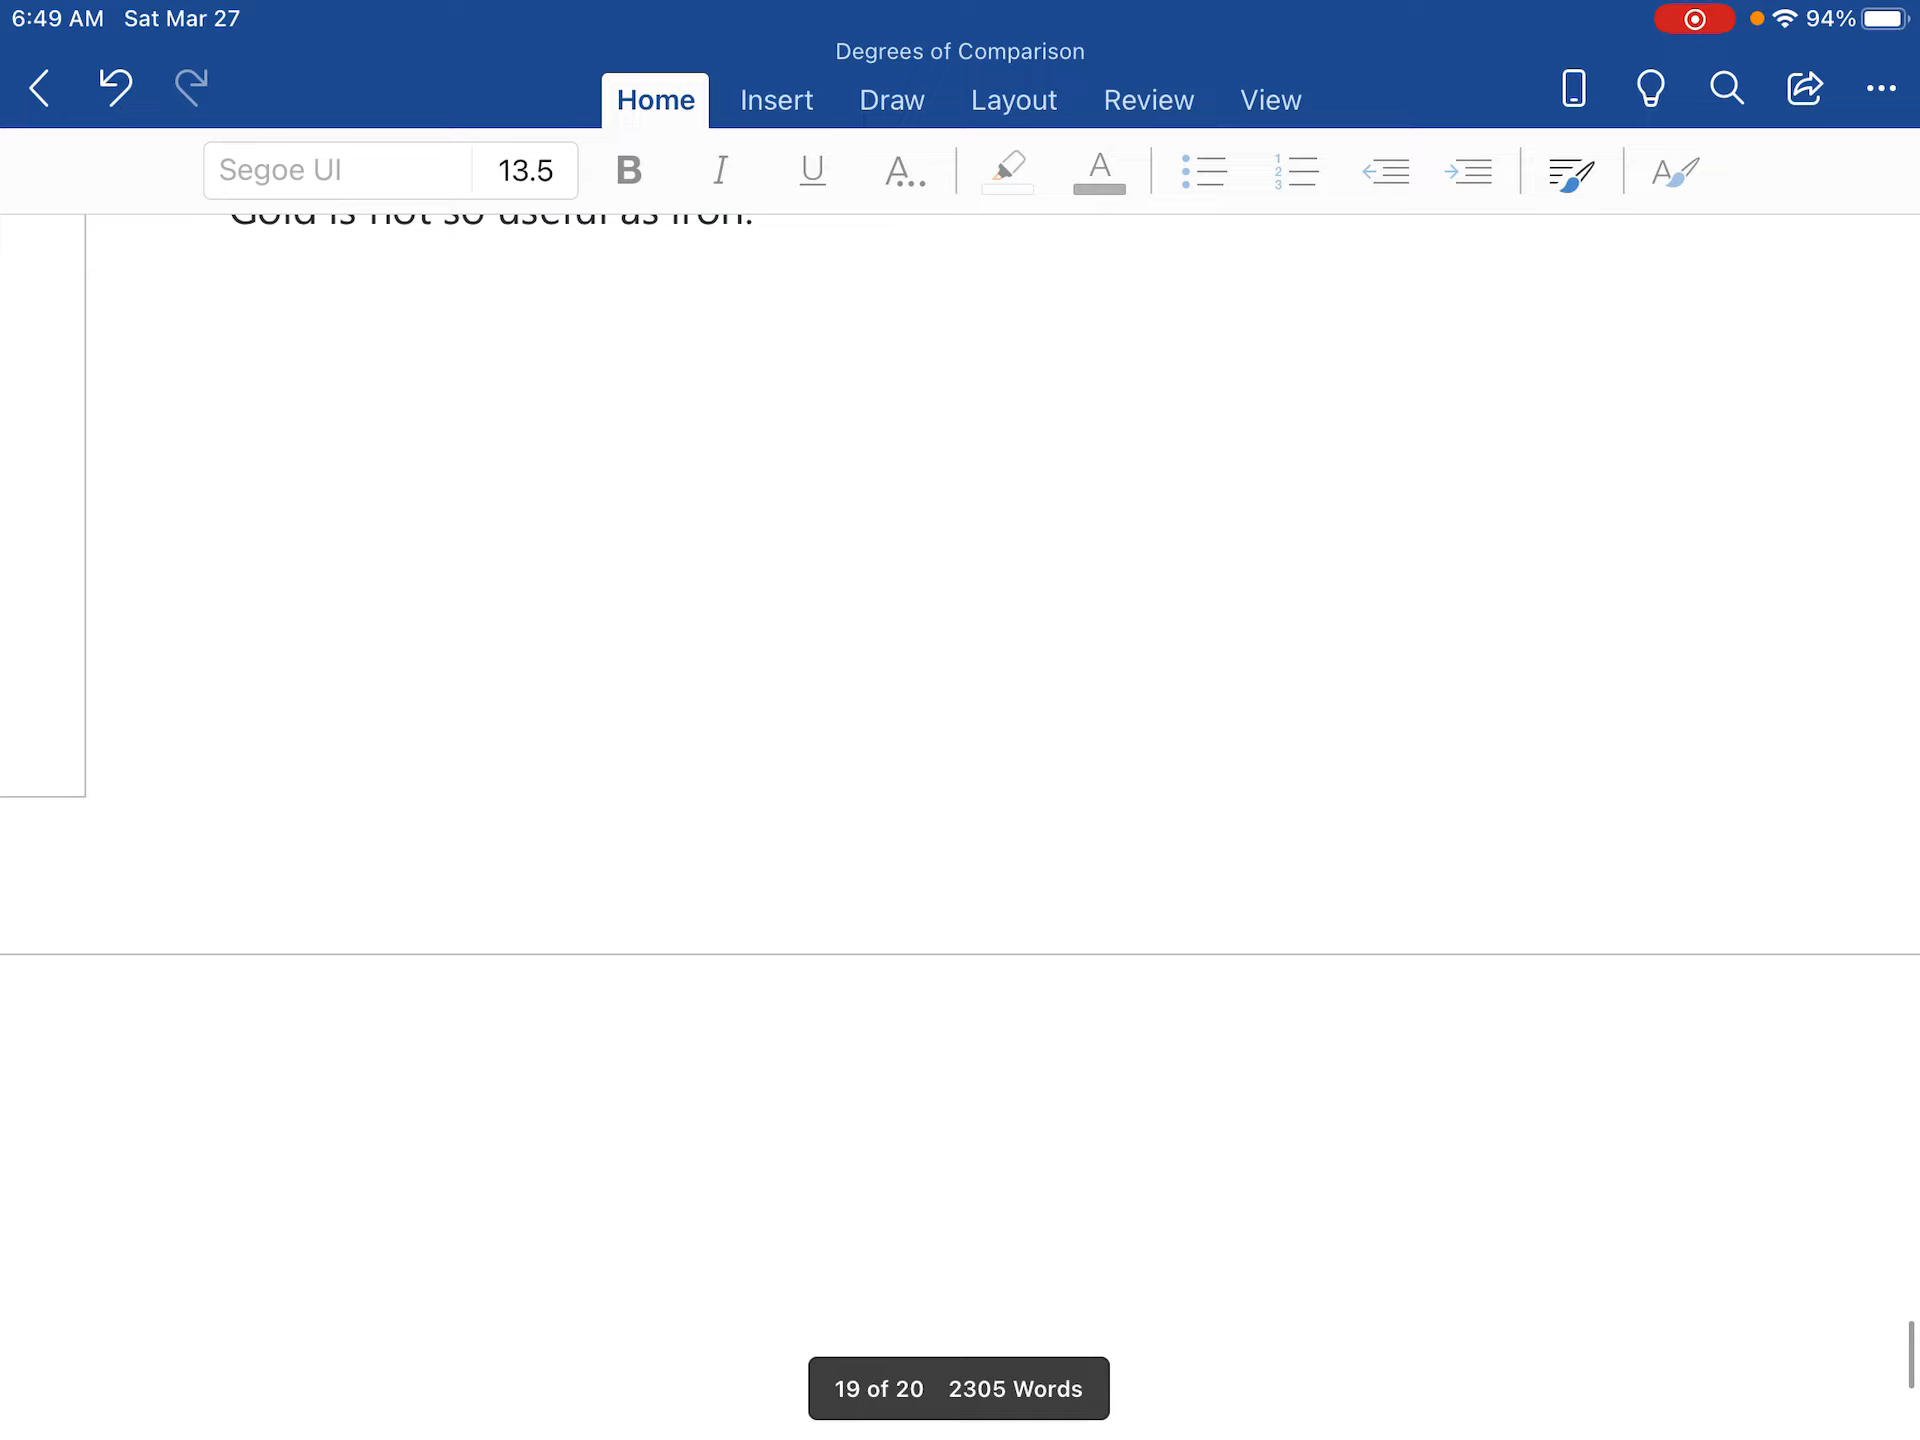 6:49 AM Sat Mar 27
94%
Degrees of Comparison
Home Insert Draw Layout Review View
Segoe UI 13.5 B I U A... A A
Gold is not so useful as iron.
19 of 20 2305 Words